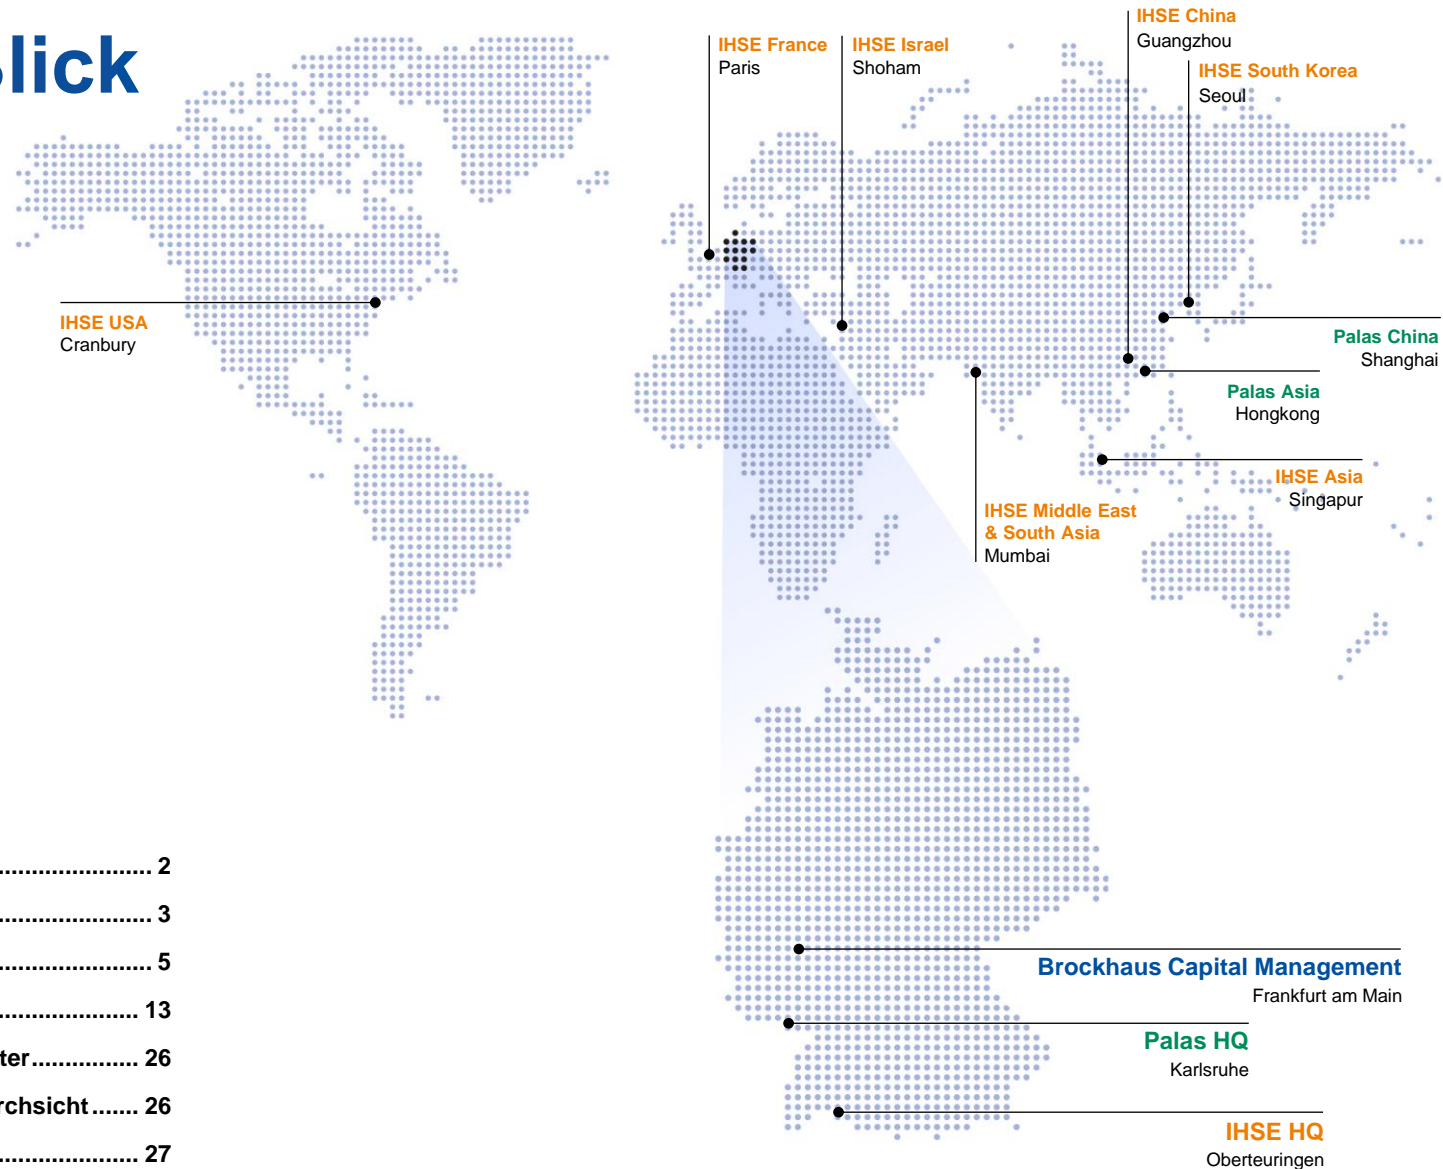 lick
IHSE China
Guangzhou
IHSE France
Paris
IHSE Israel
Shoham
IHSE South Korea
Seoul
IHSE USA
Cranbury
Palas China
Shanghai
Palas Asia
Hongkong
IHSE Asia
Singapur
IHSE Middle East
& South Asia
Mumbai
........................ 2
........................ 3
........................ 5
...................... 13
ter................ 26
rchsicht ....... 26
...................... 27
Brockhaus Capital Management
Frankfurt am Main
Palas HQ
Karlsruhe
IHSE HQ
Oberteuringen